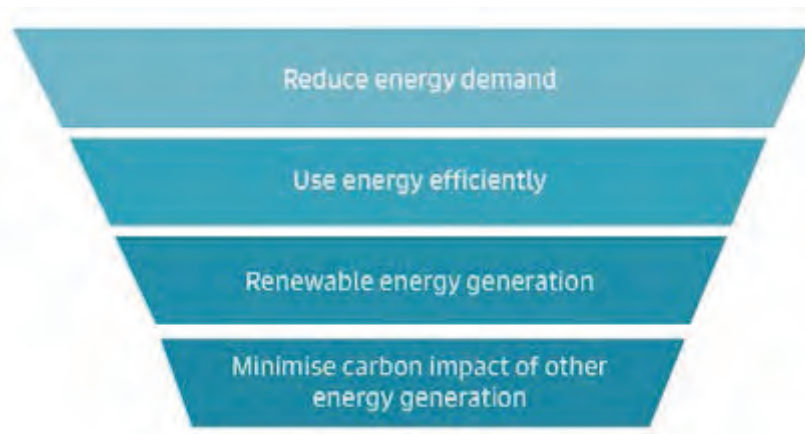 Reduce energy demand
Use energy efficiently
Renewable energy generation
Minimise carbon impact of other
energy generation